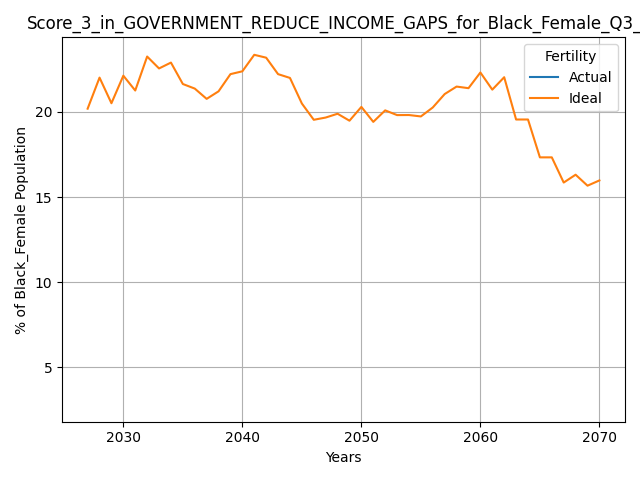 Score_3_in_GOVERNMENT_REDUCE_INCOME_GAPS_for_Black_Female_Q3_
Fertility
Actual
Ideal
% of Black_Female Population
20
15
10
5
2030 2040 2050 2060 2070
Years